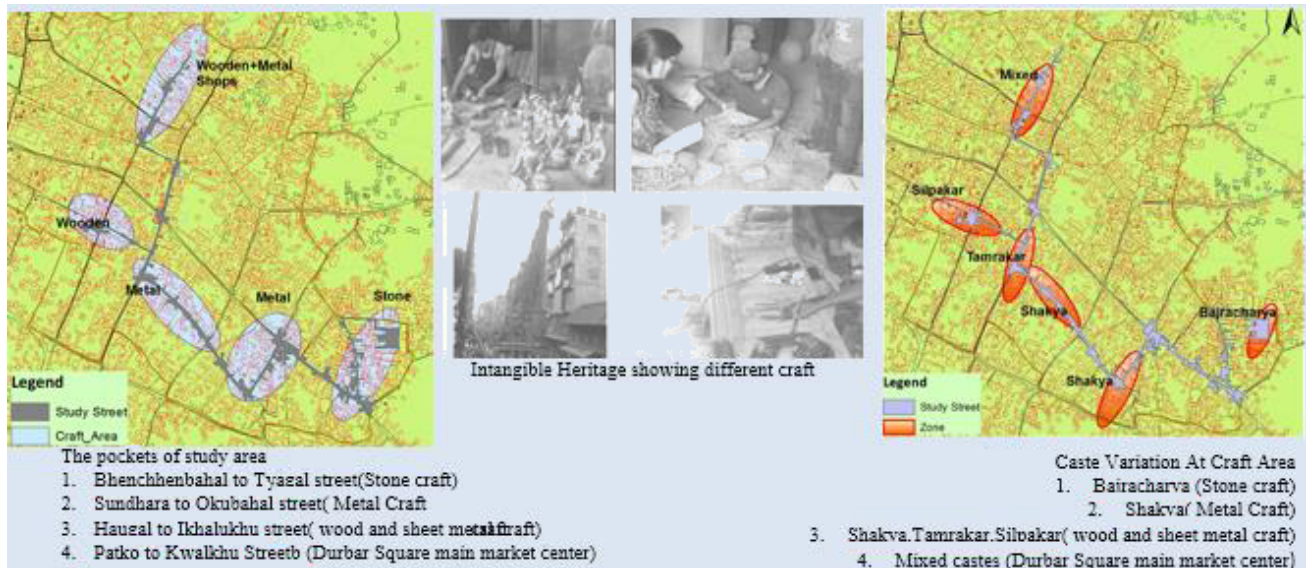 Wooden+Metal
Shops
Wooden
Metal
Metal
Stone
Legend
Study Street
Craft_Area
The pockets of study area
1. Bhenchhenbahal to Tyagal street(Stone craft)
2. Sundhara to Okubahal street( Metal Craft
3. Haugal to Ikhalukhu street( wood and sheet metal craft)
4. Patko to Kwalkhu Streetb (Durbar Square main market center)
Intangible Heritage showing different craft
Mixed
Silpakar
Tamrakar
Shakya
Shakya
Bajracharya
Legend
Study Street
Zone
Caste Variation At Craft Area
1. Bajracharya (Stone craft)
2. Shakya( Metal Craft)
3. Shakya.Tamrakar.Silpakar( wood and sheet metal craft)
4. Mixed castes (Durbar Square main market center)